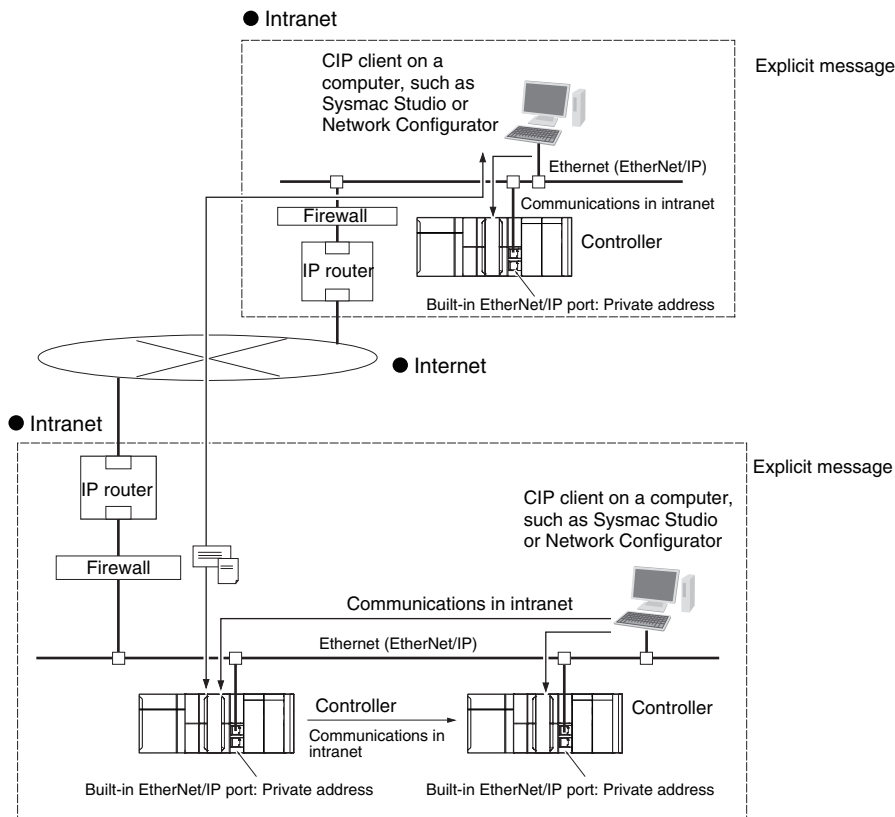 ● Intranet
CIP client on a
computer, such as
Sysmac Studio or
Network Configurator
Explicit message
Ethernet (EtherNet/IP)
Communications in intranet
Firewall
Controller
IP router
Built-in EtherNet/IP port: Private address
● Internet
● Intranet
Explicit message
IP router
CIP client on a computer,
such as Sysmac Studio
or Network Configurator
Firewall
Communications in intranet
Ethernet (EtherNet/IP)
Controller
Communications in
intranet
Controller
Built-in EtherNet/IP port: Private address
Built-in EtherNet/IP port: Private address